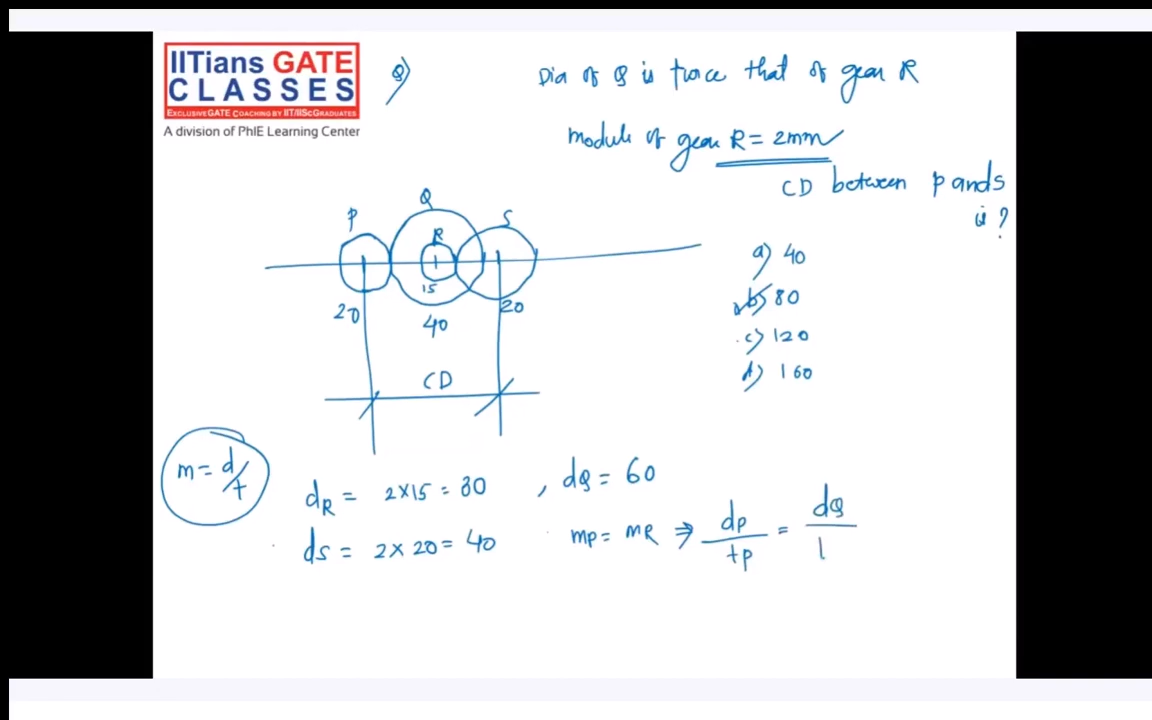 IITians GATE
CLASSES
EXCLUSIVE GATE COACHING BY IIT/IISc GRADUATES
A division of PhIE Learning Center
Q)
Dia of Q is twice that of gear R
module of gear R = 2mm
CD between p and s
is ?
P
Q
S
R
15
20
40
20
CD
a) 40
b) 80
c) 120
d) 160
m = d/t
dR = 2×15 = 30 , dQ = 60
ds = 2×20 = 40
mp = mR ⇒ dp/tp = dQ/